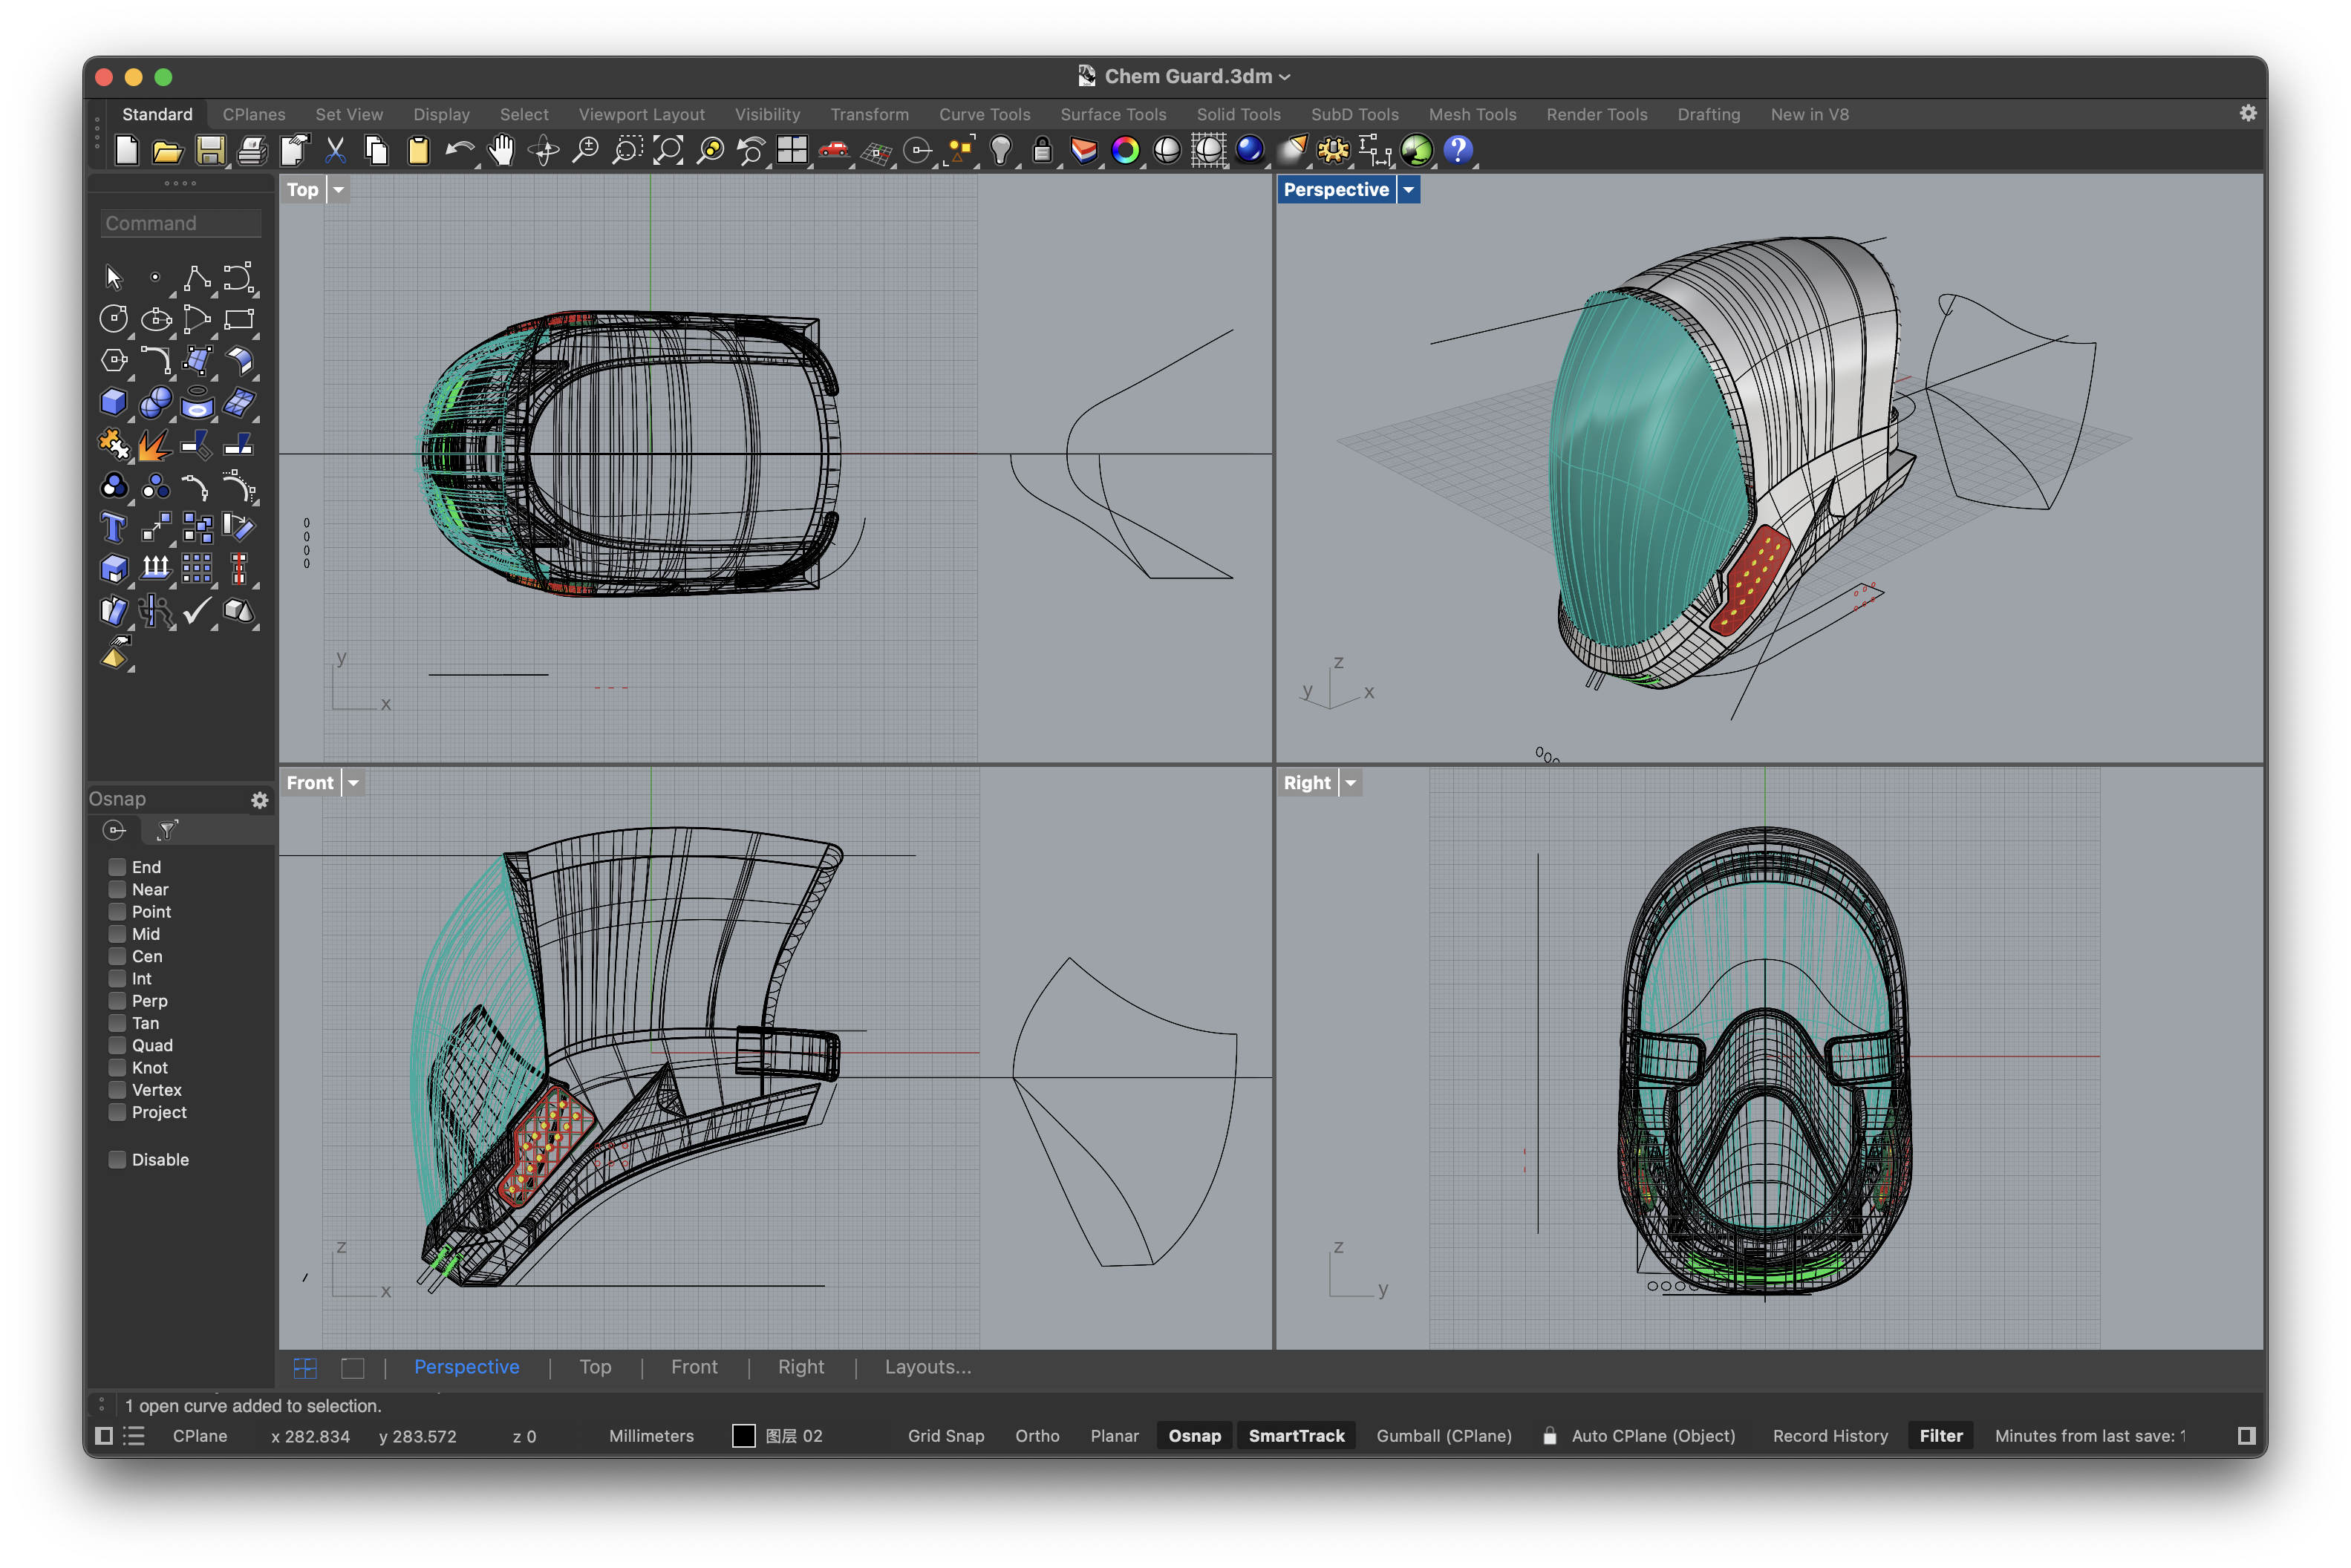 Chem Guard.3dm
Standard CPlanes Set View Display Select Viewport Layout Visibility Transform Curve Tools Surface Tools Solid Tools SubD Tools Mesh Tools Render Tools Drafting New in V8
Command
Top
y
x
Perspective
z
y
x
Osnap
End
Near
Point
Mid
Cen
Int
Perp
Tan
Quad
Knot
Vertex
Project
Disable
Front
z
x
Right
z
y
Perspective | Top | Front | Right | Layouts...
1 open curve added to selection.
CPlane x 282.834 y 283.572 z 0 Millimeters 图层 02 Grid Snap Ortho Planar Osnap SmartTrack Gumball (CPlane) Auto CPlane (Object) Record History Filter Minutes from last save: 1